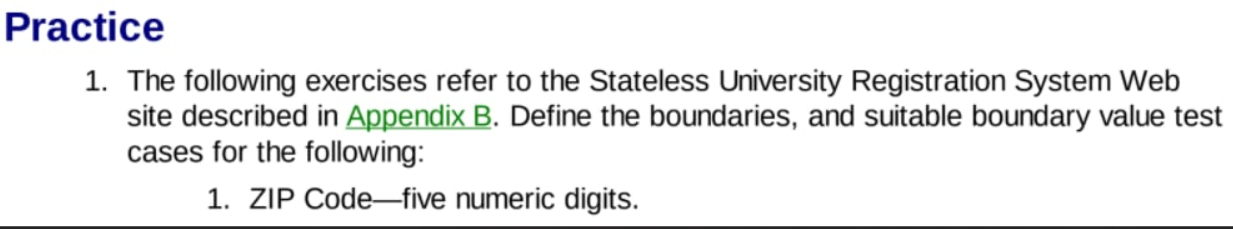 Practice
1. The following exercises refer to the Stateless University Registration System Web
site described in Appendix B. Define the boundaries, and suitable boundary value test
cases for the following:
1. ZIP Code—five numeric digits.